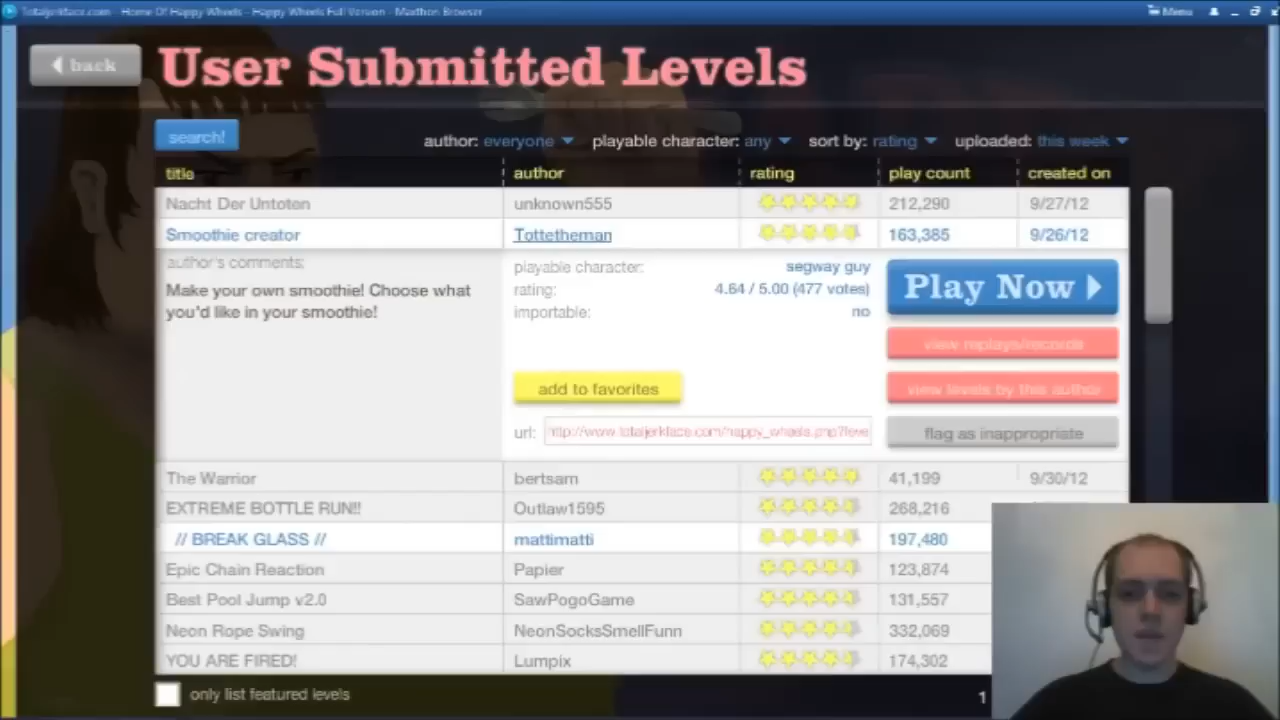 Totaljerkface.com - Home Of Happy Wheels - Happy Wheels Full Version - Maxthon Browser
Menu
back
User Submitted Levels
search!
author: everyone playable character: any sort by: rating uploaded: this week
title author rating play count created on
Nacht Der Untoten unknown555 212,290 9/27/12
Smoothie creator Tottetheman 163,385 9/26/12
author's comments:
Make your own smoothie! Choose what
you'd like in your smoothie!
playable character: segway guy
rating: 4.64 / 5.00 (477 votes)
importable: no
add to favorites
url: http://www.totaljerkface.com/happy_wheels.php?leve
Play Now
view replays/records
view levels by this author
flag as inappropriate
The Warrior bertsam 41,199 9/30/12
EXTREME BOTTLE RUN!! Outlaw1595 268,216
// BREAK GLASS // mattimatti 197,480
Epic Chain Reaction Papier 123,874
Best Pool Jump v2.0 SawPogoGame 131,557
Neon Rope Swing NeonSocksSmellFunn 332,069
YOU ARE FIRED! Lumpix 174,302
only list featured levels
1